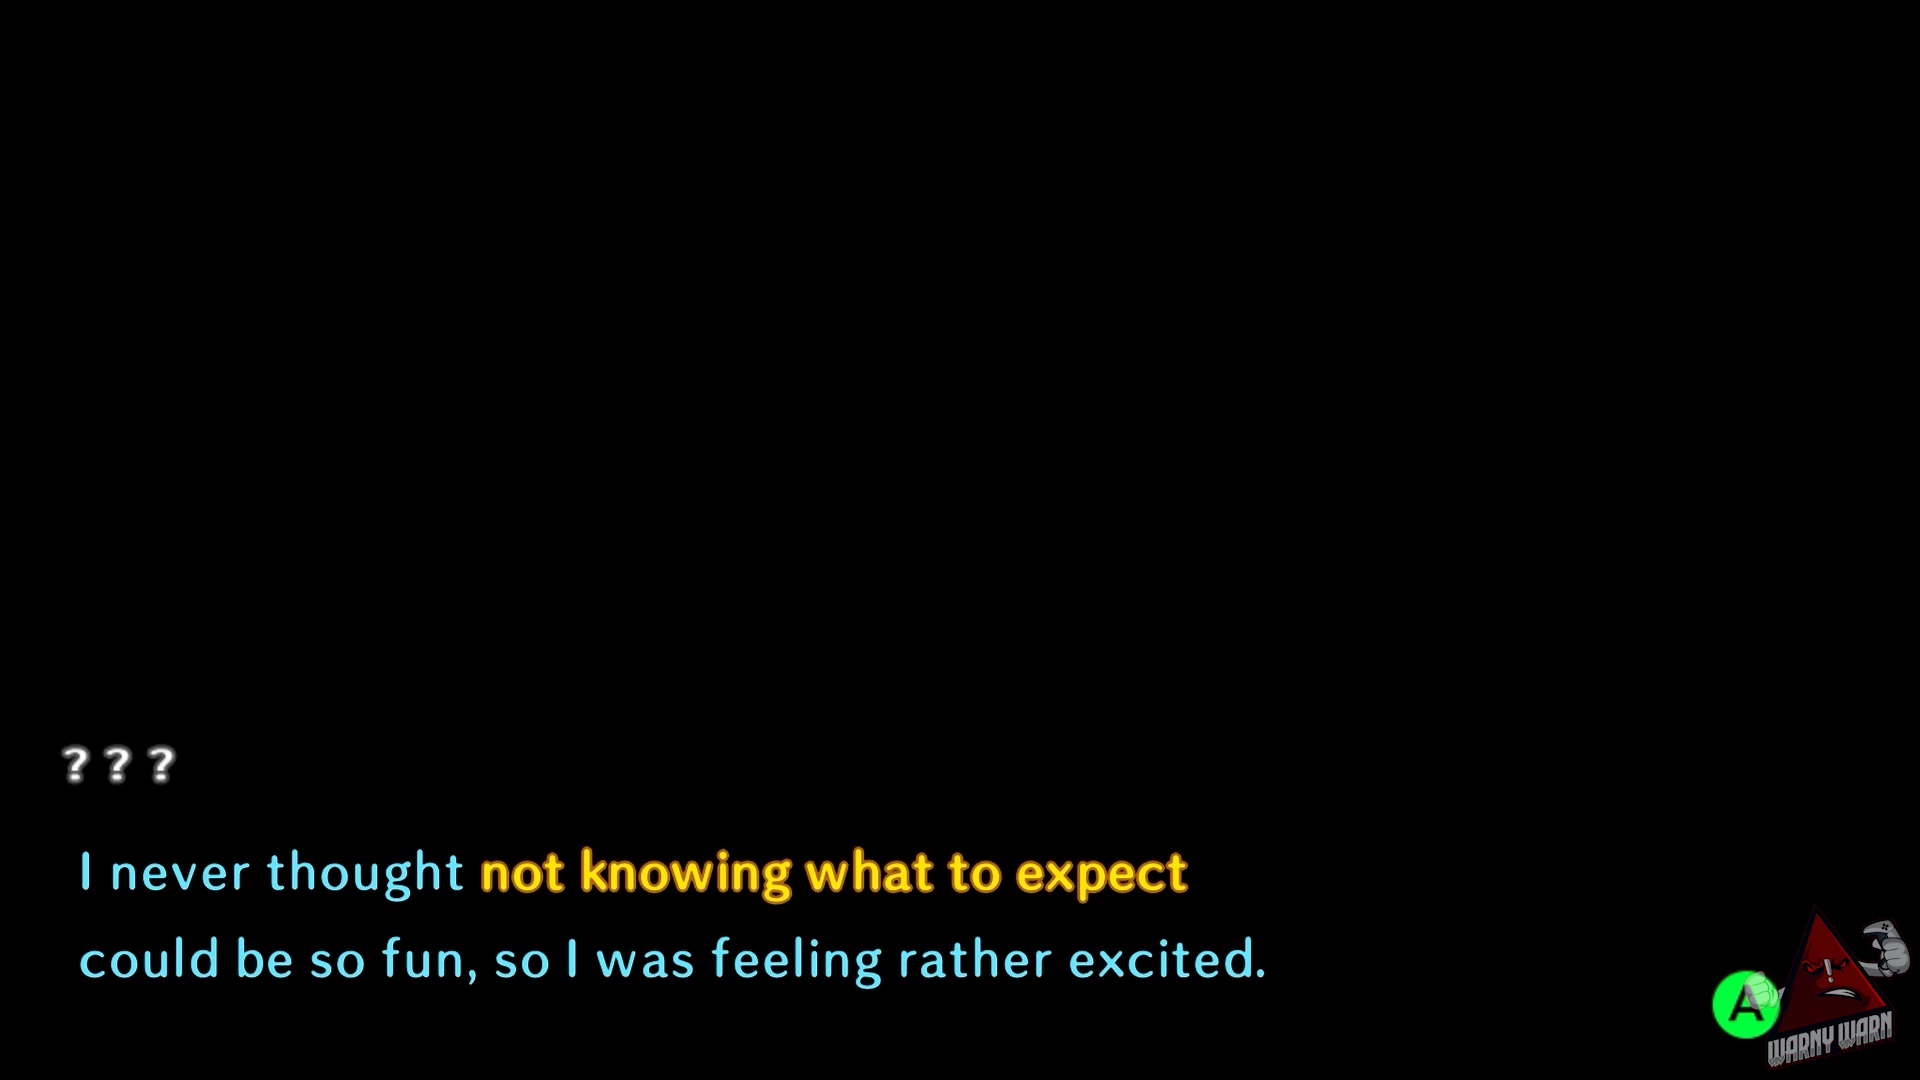 ? ? ?
I never thought not knowing what to expect
could be so fun, so I was feeling rather excited.
A
WARNY WARN